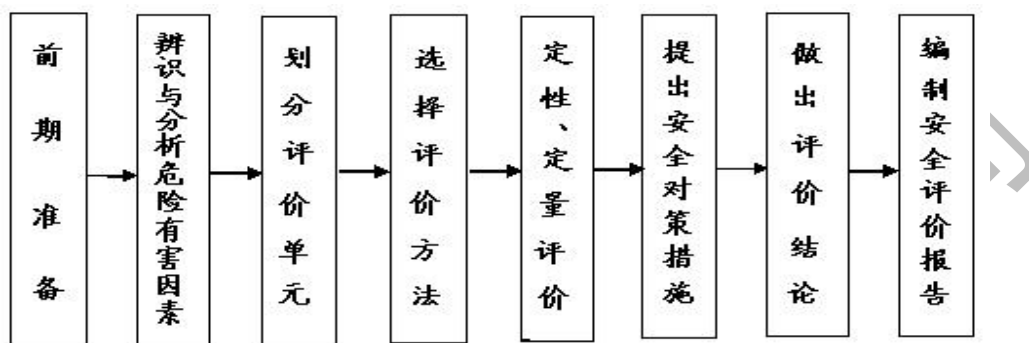 前期准备
辨识与分析危险有害因素
划分评价单元
选择评价方法
定性、定量评价
提出安全对策措施
做出评价结论
编制安全评价报告